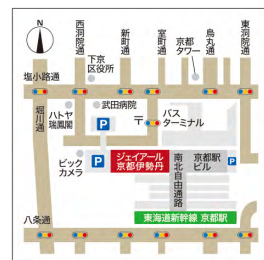 西洞院通
新町通
室町通
京都
タワー
烏丸通
東洞院通
下京
区役所
塩小路通
堀川通
ハトヤ
瑞鳳閣
武田病院
P
〒
バス
ターミナル
ビック
カメラ
P
ジェイアール
京都伊勢丹
南北自由通路
京都駅
ビル
P
東海道新幹線 京都駅
八条通